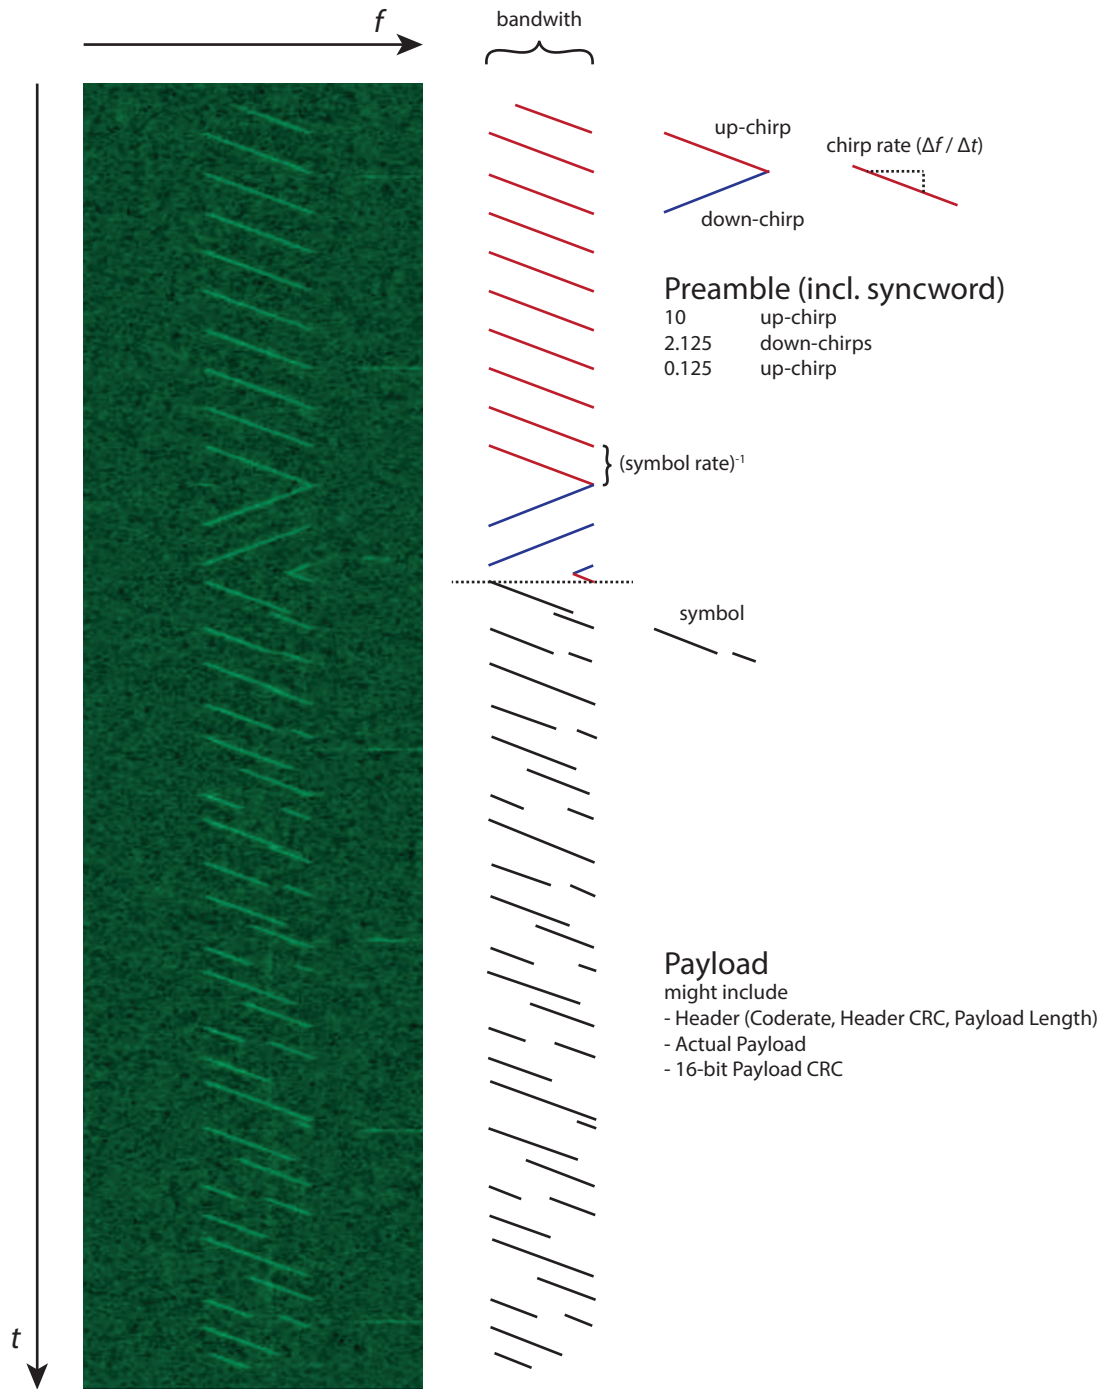 f
bandwith
up-chirp
chirp rate (Δf / Δt)
down-chirp
Preamble (incl. syncword)
10 up-chirp
2.125 down-chirps
0.125 up-chirp
(symbol rate)⁻¹
symbol
Payload
might include
- Header (Coderate, Header CRC, Payload Length)
- Actual Payload
- 16-bit Payload CRC
t